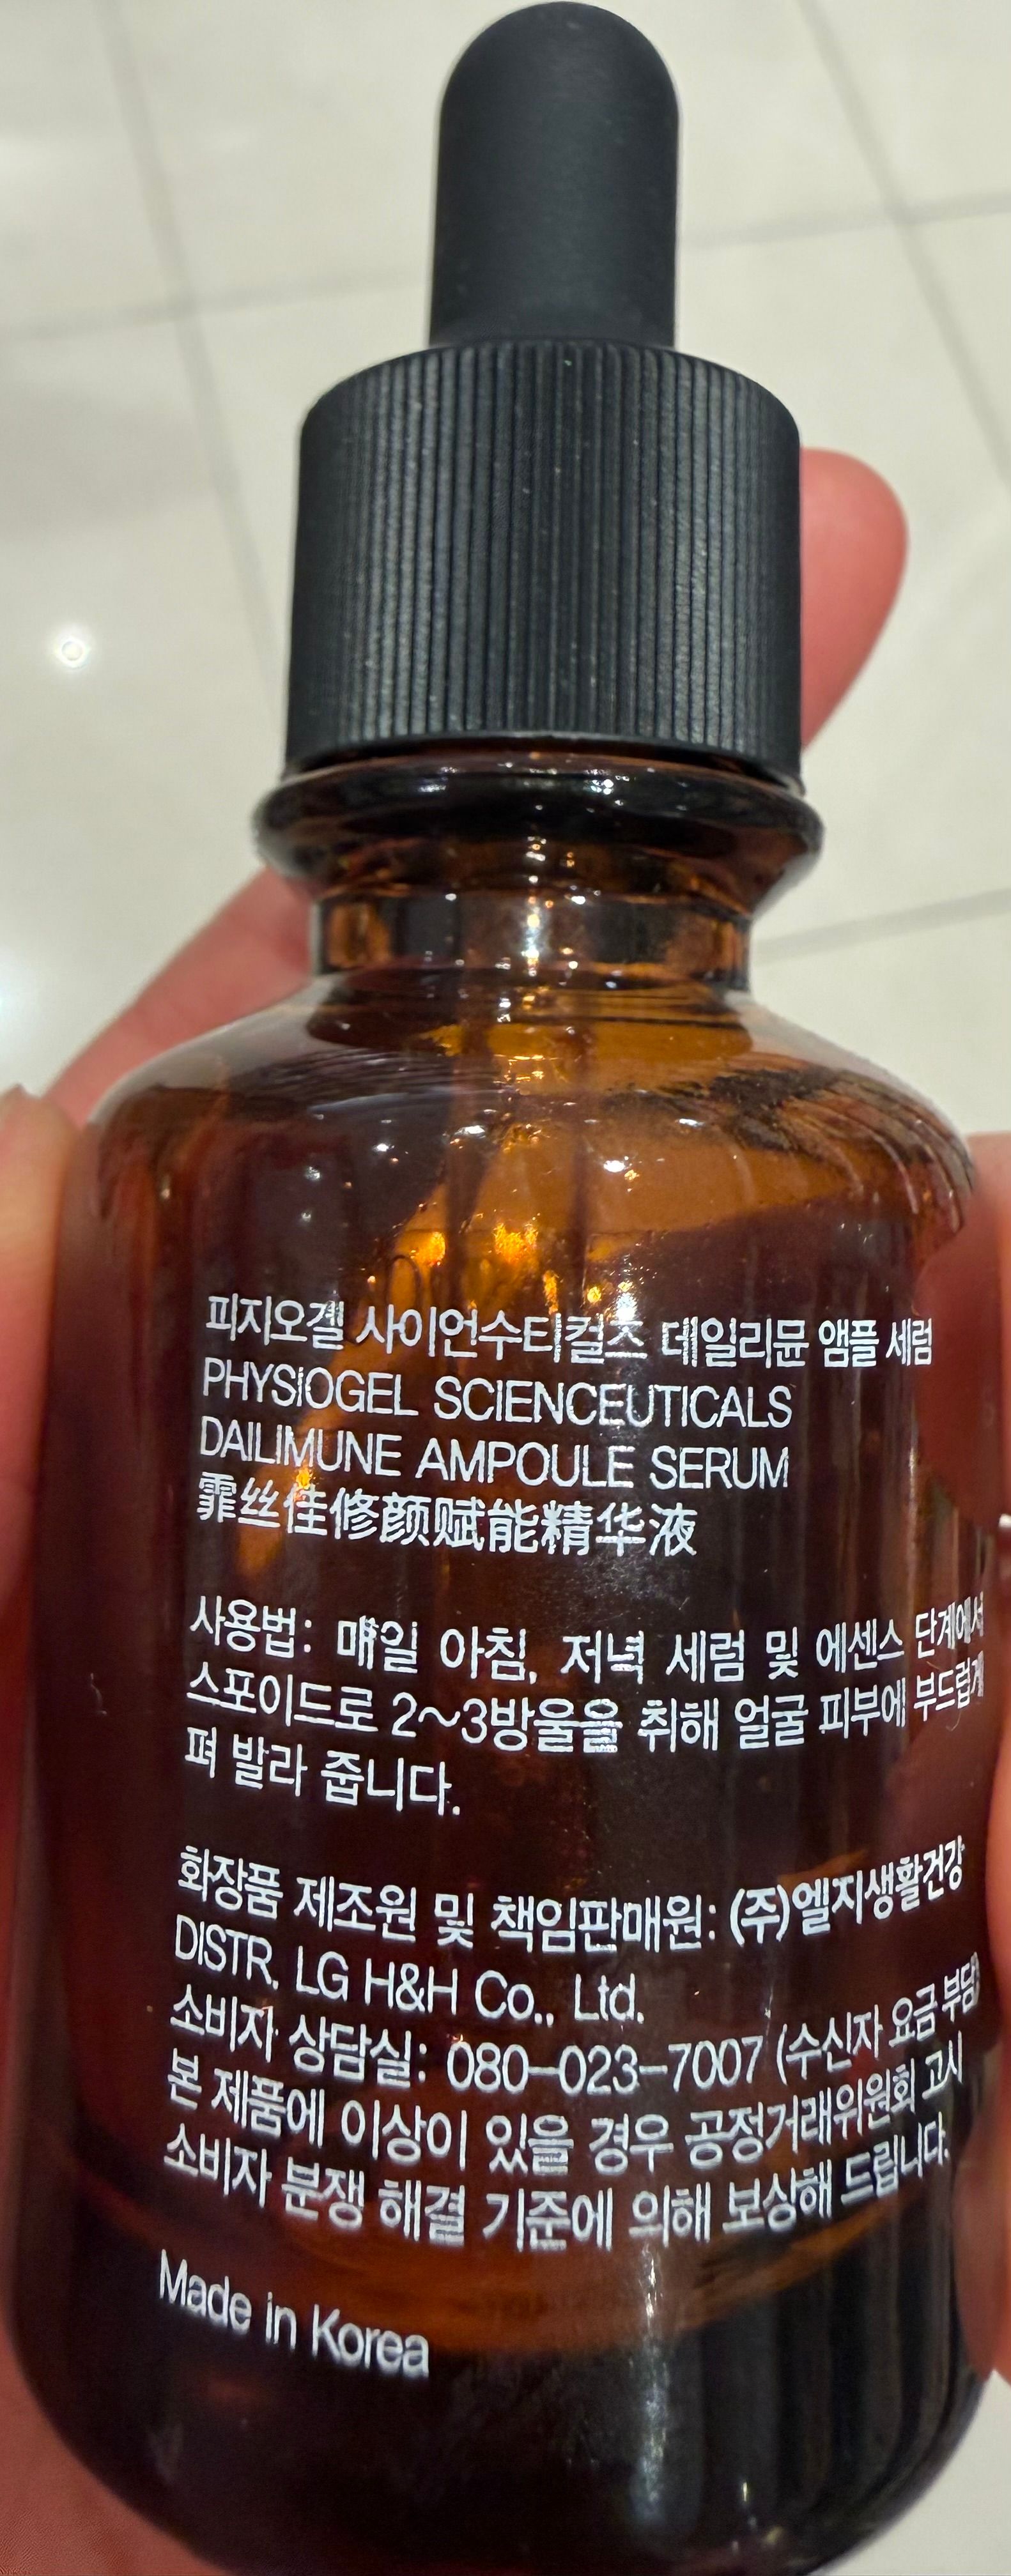 피지오겔 사이언수티컬즈 데일리뮨 앰플 세럼
PHYSIOGEL SCIENCEUTICALS
DAILIMUNE AMPOULE SERUM
霏丝佳修颜赋能精华液
사용법: 매일 아침, 저녁 세럼 및 에센스 단계에서
스포이드로 2~3방울을 취해 얼굴 피부에 부드럽게
펴 발라 줍니다.
화장품 제조원 및 책임판매원: (주)엘지생활건강
DISTR. LG H&H Co., Ltd.
소비자 상담실: 080-023-7007 (수신자 요금 부담)
본 제품에 이상이 있을 경우 공정거래위원회 고시
소비자 분쟁 해결 기준에 의해 보상해 드립니다.
Made in Korea